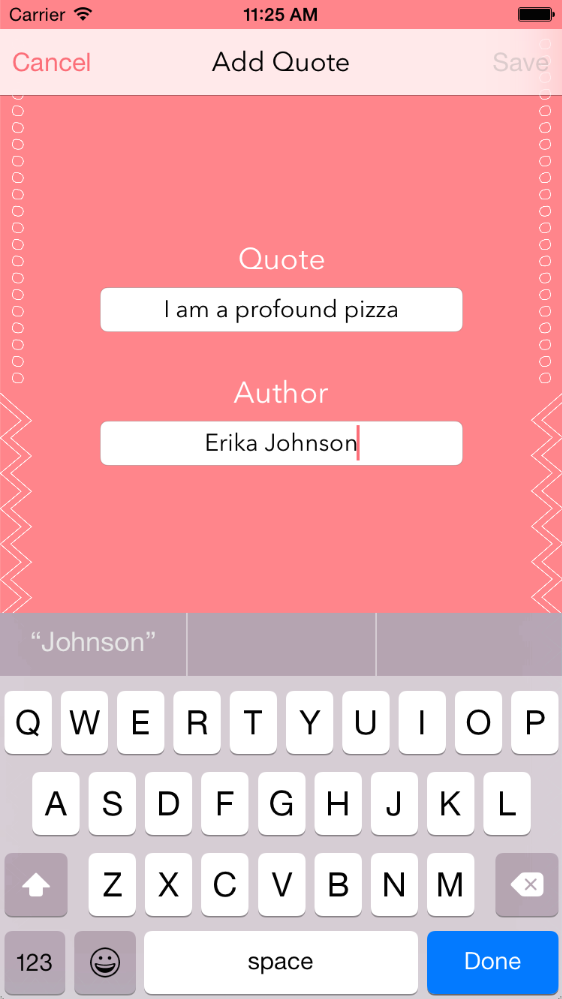 Carrier 11:25 AM
Cancel Add Quote Save
Quote
I am a profound pizza
Author
Erika Johnson
“Johnson”
Q W E R T Y U I O P
A S D F G H J K L
Z X C V B N M
123 space Done